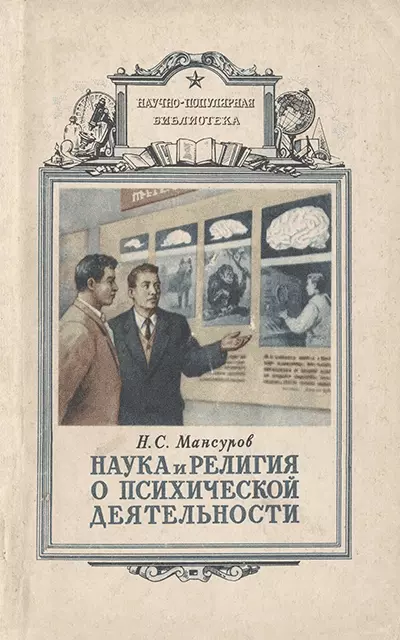 НАУЧНО-ПОПУЛЯРНАЯ
БИБЛИОТЕКА
Н.С. Мансуров
НАУКА и РЕЛИГИЯ
О ПСИХИЧЕСКОЙ
ДЕЯТЕЛЬНОСТИ